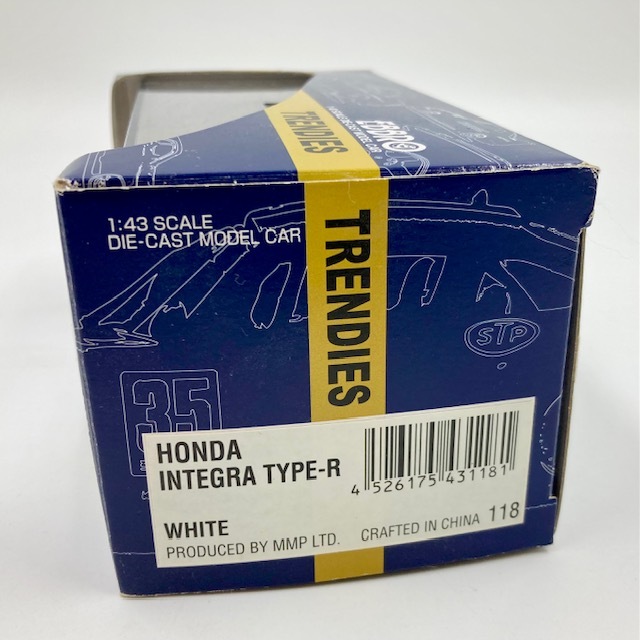 TRENDIES
EBBRO
1:43 SCALE
DIE-CAST MODEL CAR
TRENDIES
STP
35
HONDA
INTEGRA TYPE-R
4 526175 431181
WHITE
PRODUCED BY MMP LTD. CRAFTED IN CHINA 118